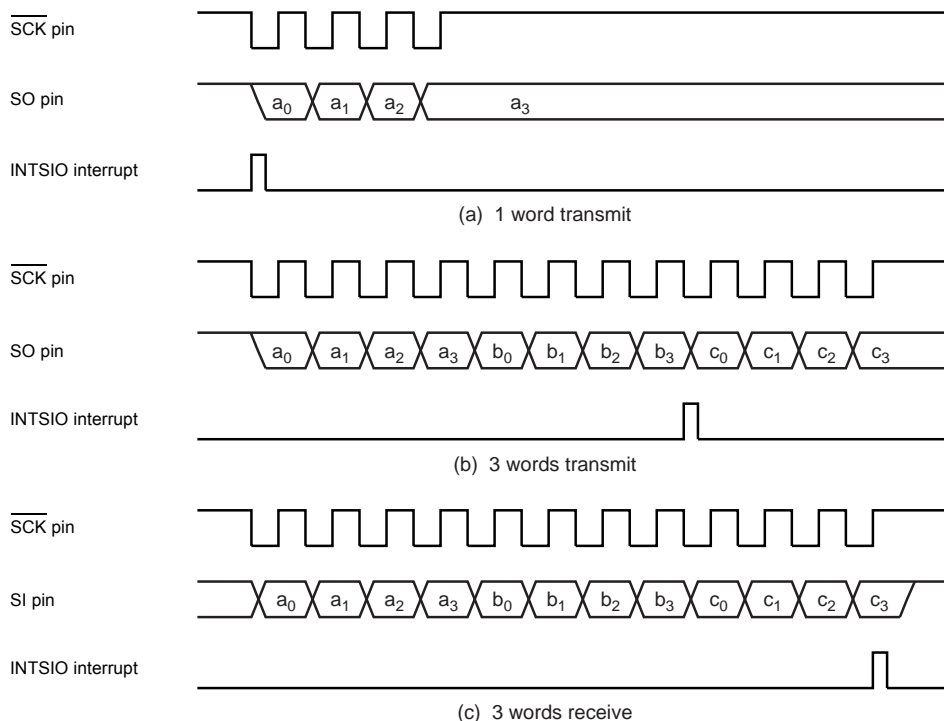 SCK pin
SO pin
a0 a1 a2 a3
INTSIO interrupt
(a) 1 word transmit
SCK pin
SO pin
a0 a1 a2 a3 b0 b1 b2 b3 c0 c1 c2 c3
INTSIO interrupt
(b) 3 words transmit
SCK pin
SI pin
a0 a1 a2 a3 b0 b1 b2 b3 c0 c1 c2 c3
INTSIO interrupt
(c) 3 words receive